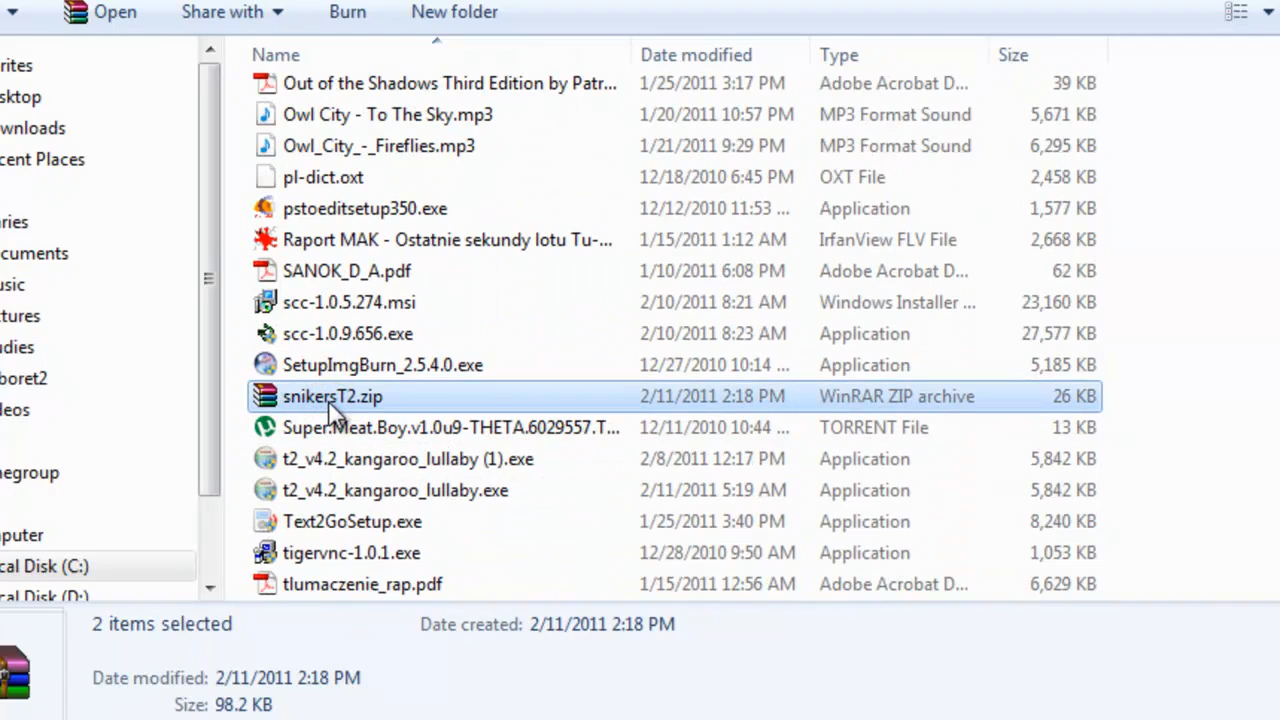 Open Share with Burn New folder
Name Date modified Type Size
rites
Out of the Shadows Third Edition by Patr... 1/25/2011 3:17 PM Adobe Acrobat D... 39 KB
sktop
Owl City - To The Sky.mp3 1/20/2011 10:57 PM MP3 Format Sound 5,671 KB
wnloads
Owl_City_-_Fireflies.mp3 1/21/2011 9:29 PM MP3 Format Sound 6,295 KB
cent Places
pl-dict.oxt 12/18/2010 6:45 PM OXT File 2,458 KB
pstoeditsetup350.exe 12/12/2010 11:53 ... Application 1,577 KB
raries
Raport MAK - Ostatnie sekundy lotu Tu-... 1/15/2011 1:12 AM IrfanView FLV File 2,668 KB
cuments
SANOK_D_A.pdf 1/10/2011 6:08 PM Adobe Acrobat D... 62 KB
usic
scc-1.0.5.274.msi 2/10/2011 8:21 AM Windows Installer ... 23,160 KB
tures
scc-1.0.9.656.exe 2/10/2011 8:23 AM Application 27,577 KB
udies
SetupImgBurn_2.5.4.0.exe 12/27/2010 10:14 ... Application 5,185 KB
boret2
snikersT2.zip 2/11/2011 2:18 PM WinRAR ZIP archive 26 KB
deos
Super.Meat.Boy.v1.0u9-THETA.6029557.T... 12/11/2010 10:44 ... TORRENT File 13 KB
t2_v4.2_kangaroo_lullaby (1).exe 2/8/2011 12:17 PM Application 5,842 KB
megroup
t2_v4.2_kangaroo_lullaby.exe 2/11/2011 5:19 AM Application 5,842 KB
Text2GoSetup.exe 1/25/2011 3:40 PM Application 8,240 KB
mputer
tigervnc-1.0.1.exe 12/28/2010 9:50 AM Application 1,053 KB
cal Disk (C:)
tlumaczenie_rap.pdf 1/15/2011 12:56 AM Adobe Acrobat D... 6,629 KB
cal Disk (D:)
2 items selected Date created: 2/11/2011 2:18 PM
Date modified: 2/11/2011 2:18 PM
Size: 98.2 KB